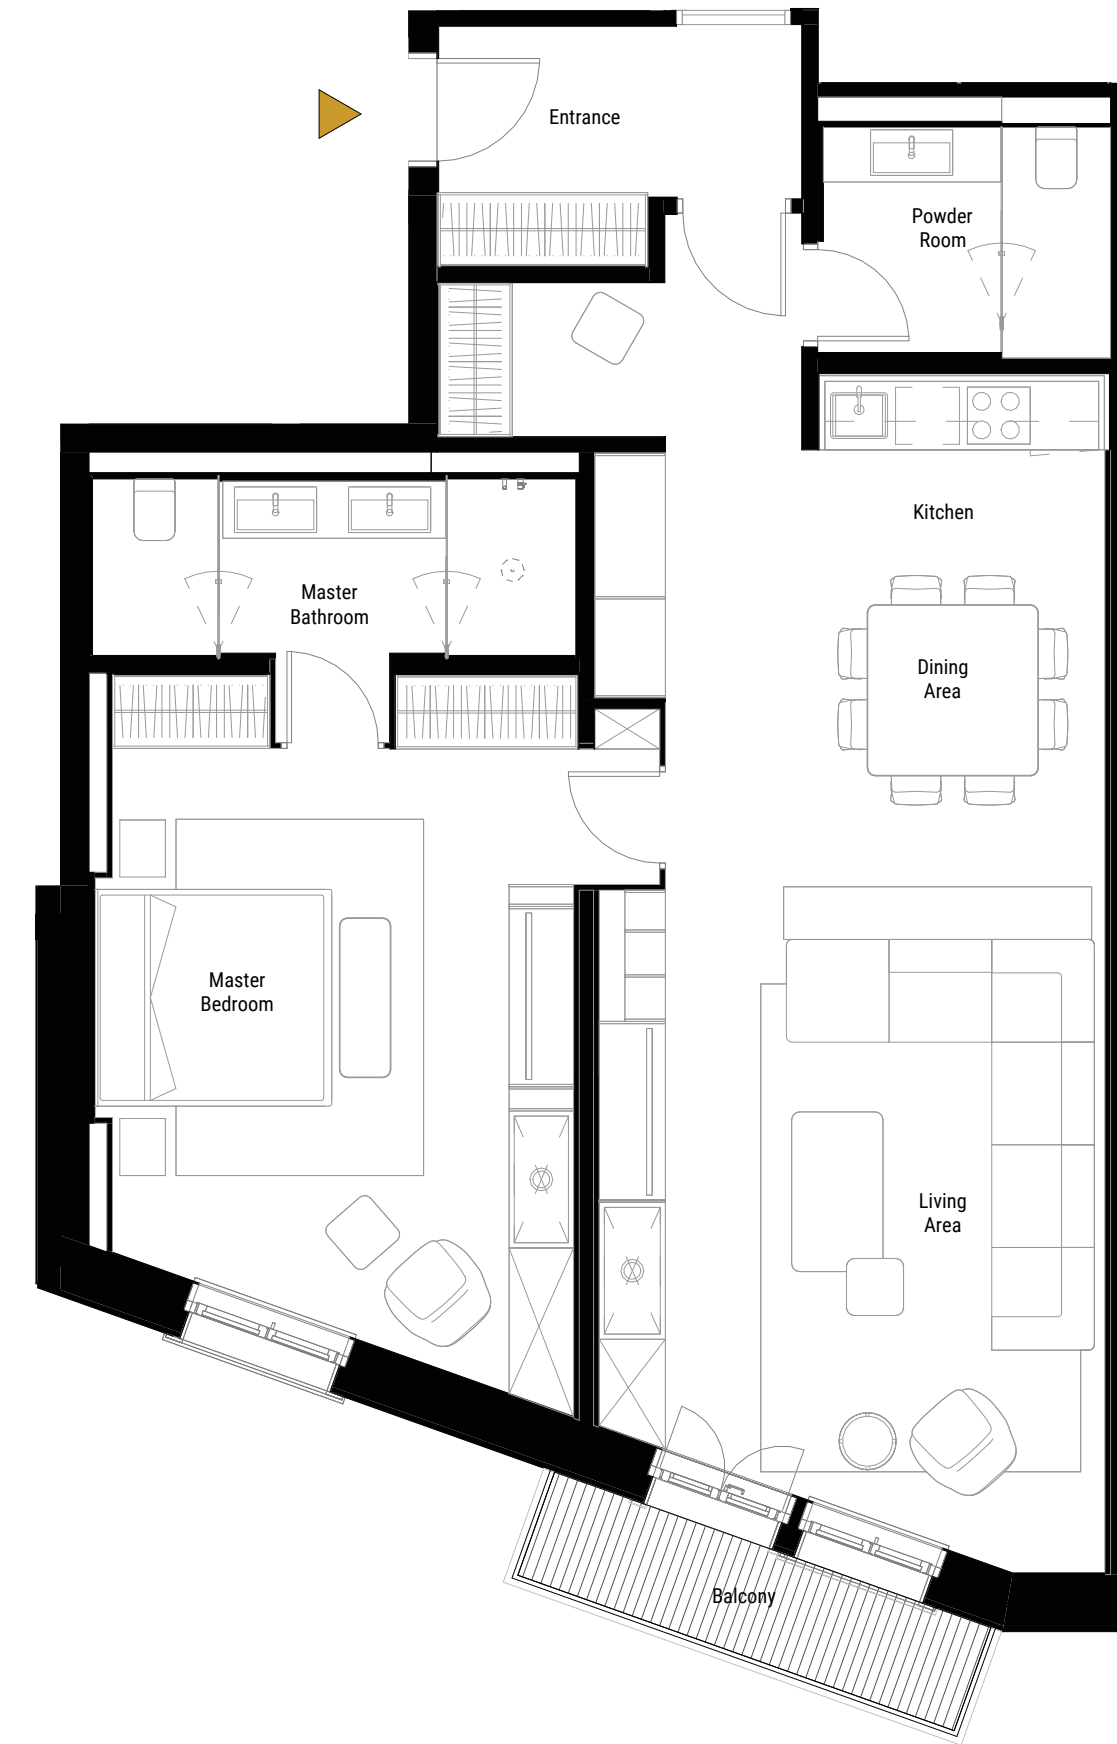 Entrance
Powder
Room
Kitchen
Master
Bathroom
Dining
Area
Master
Bedroom
Living
Area
Balcony